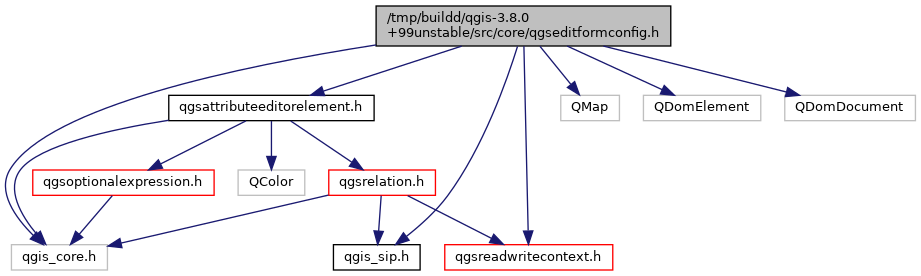 /tmp/buildd/qgis-3.8.0
+99unstable/src/core/qgseditformconfig.h
qgsattributeeditorelement.h
QMap
QDomElement
QDomDocument
qgsoptionalexpression.h
QColor
qgsrelation.h
qgis_core.h
qgis_sip.h
qgsreadwritecontext.h